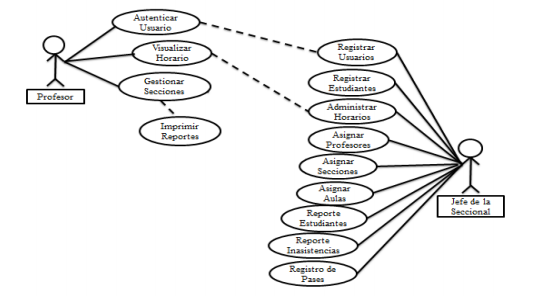 Autenticar
Usuario
Visualizar
Horario
Gestionar
Secciones
Imprimir
Reportes
Profesor
Registrar
Usuarios
Registrar
Estudiantes
Administrar
Horarios
Asignar
Profesores
Asignar
Secciones
Asignar
Aulas
Reporte
Estudiantes
Reporte
Inasistencias
Registro de
Pases
Jefe de la
Seccional